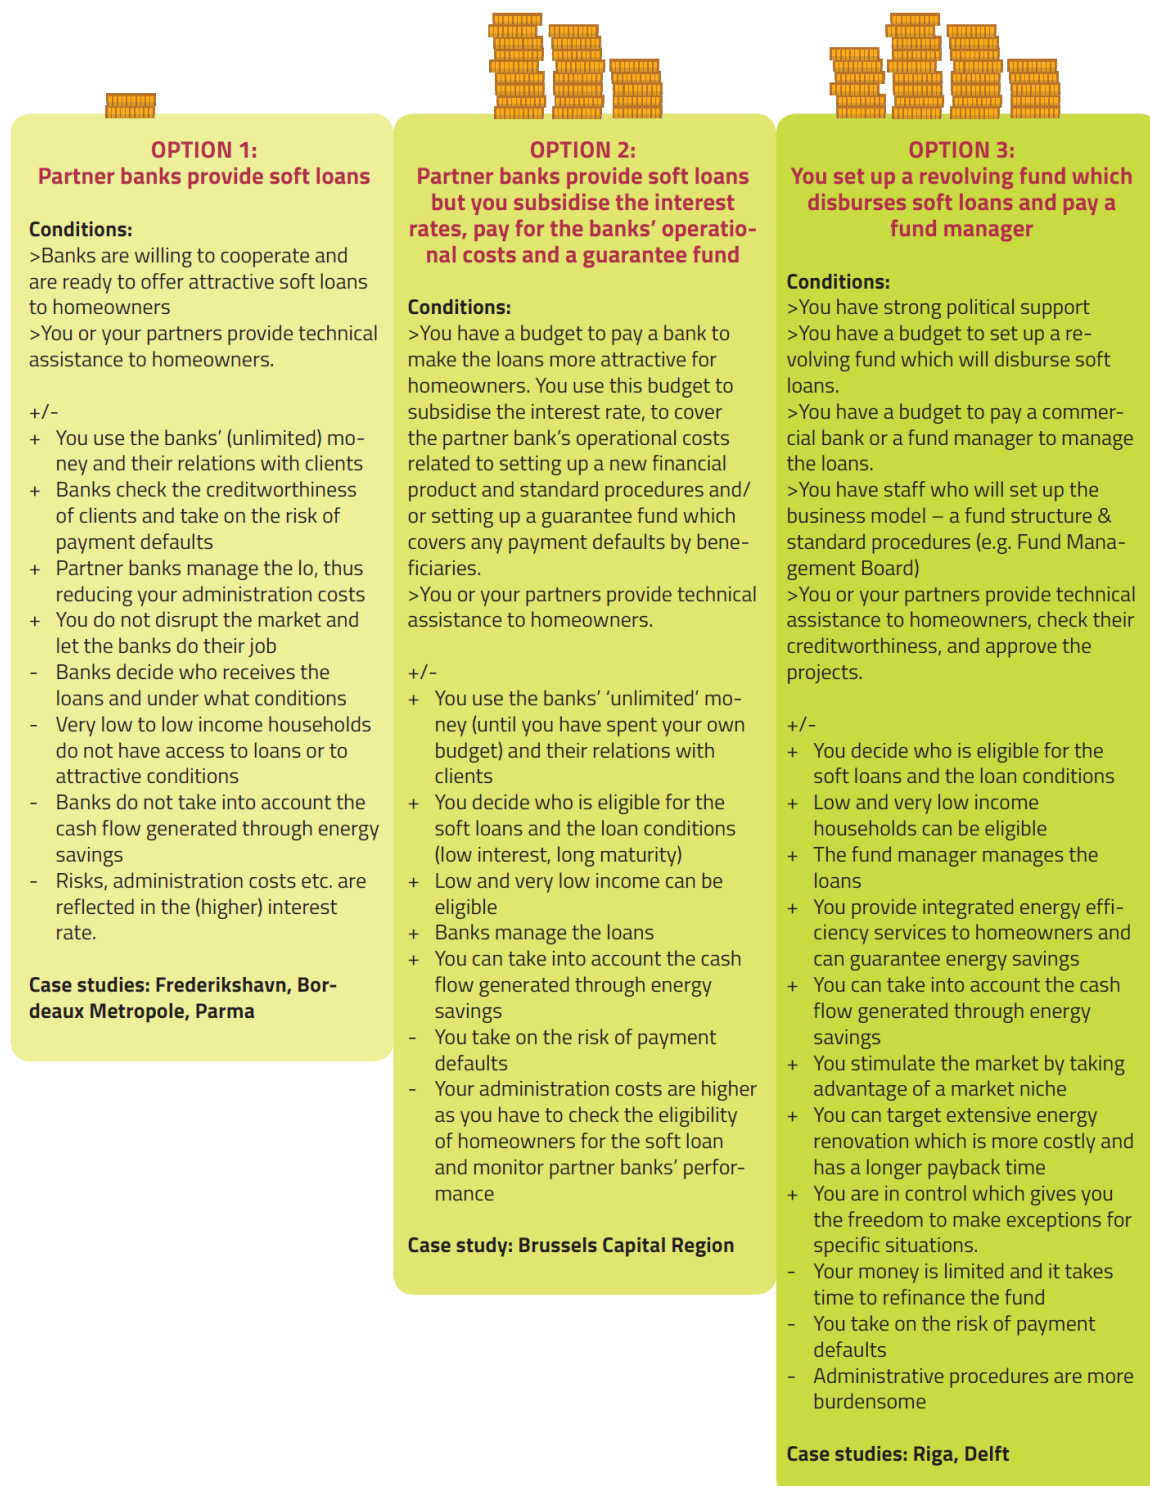 OPTION 1:
Partner banks provide soft loans
Conditions:
>Banks are willing to cooperate and
are ready to offer attractive soft loans
to homeowners
>You or your partners provide technical
assistance to homeowners.
+/-
+ You use the banks’ (unlimited) mo-
ney and their relations with clients
+ Banks check the creditworthiness
of clients and take on the risk of
payment defaults
+ Partner banks manage the lo, thus
reducing your administration costs
+ You do not disrupt the market and
let the banks do their job
- Banks decide who receives the
loans and under what conditions
- Very low to low income households
do not have access to loans or to
attractive conditions
- Banks do not take into account the
cash flow generated through energy
savings
- Risks, administration costs etc. are
reflected in the (higher) interest
rate.
Case studies: Frederikshavn, Bor-
deaux Metropole, Parma
OPTION 2:
Partner banks provide soft loans
but you subsidise the interest
rates, pay for the banks’ operatio-
nal costs and a guarantee fund
Conditions:
>You have a budget to pay a bank to
make the loans more attractive for
homeowners. You use this budget to
subsidise the interest rate, to cover
the partner bank’s operational costs
related to setting up a new financial
product and standard procedures and/
or setting up a guarantee fund which
covers any payment defaults by bene-
ficiaries.
>You or your partners provide technical
assistance to homeowners.
+/-
+ You use the banks’ ‘unlimited’ mo-
ney (until you have spent your own
budget) and their relations with
clients
+ You decide who is eligible for the
soft loans and the loan conditions
(low interest, long maturity)
+ Low and very low income can be
eligible
+ Banks manage the loans
+ You can take into account the cash
flow generated through energy
savings
- You take on the risk of payment
defaults
- Your administration costs are higher
as you have to check the eligibility
of homeowners for the soft loan
and monitor partner banks’ perfor-
mance
Case study: Brussels Capital Region
OPTION 3:
You set up a revolving fund which
disburses soft loans and pay a
fund manager
Conditions:
>You have strong political support
>You have a budget to set up a re-
volving fund which will disburse soft
loans.
>You have a budget to pay a commer-
cial bank or a fund manager to manage
the loans.
>You have staff who will set up the
business model – a fund structure &
standard procedures (e.g. Fund Mana-
gement Board)
>You or your partners provide technical
assistance to homeowners, check their
creditworthiness, and approve the
projects.
+/-
+ You decide who is eligible for the
soft loans and the loan conditions
+ Low and very low income
households can be eligible
+ The fund manager manages the
loans
+ You provide integrated energy effi-
ciency services to homeowners and
can guarantee energy savings
+ You can take into account the cash
flow generated through energy
savings
+ You stimulate the market by taking
advantage of a market niche
+ You can target extensive energy
renovation which is more costly and
has a longer payback time
+ You are in control which gives you
the freedom to make exceptions for
specific situations.
- Your money is limited and it takes
time to refinance the fund
- You take on the risk of payment
defaults
- Administrative procedures are more
burdensome
Case studies: Riga, Delft